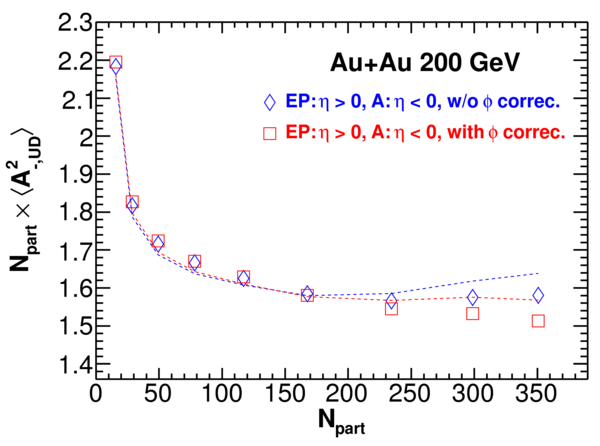 2.3
2.2
2.1
2
1.9
1.8
1.7
1.6
1.5
1.4
N_part × ⟨A²_-,UD⟩
Au+Au 200 GeV
EP: η > 0, A: η < 0, w/o ϕ correc.
EP: η > 0, A: η < 0, with ϕ correc.
0 50 100 150 200 250 300 350
N_part